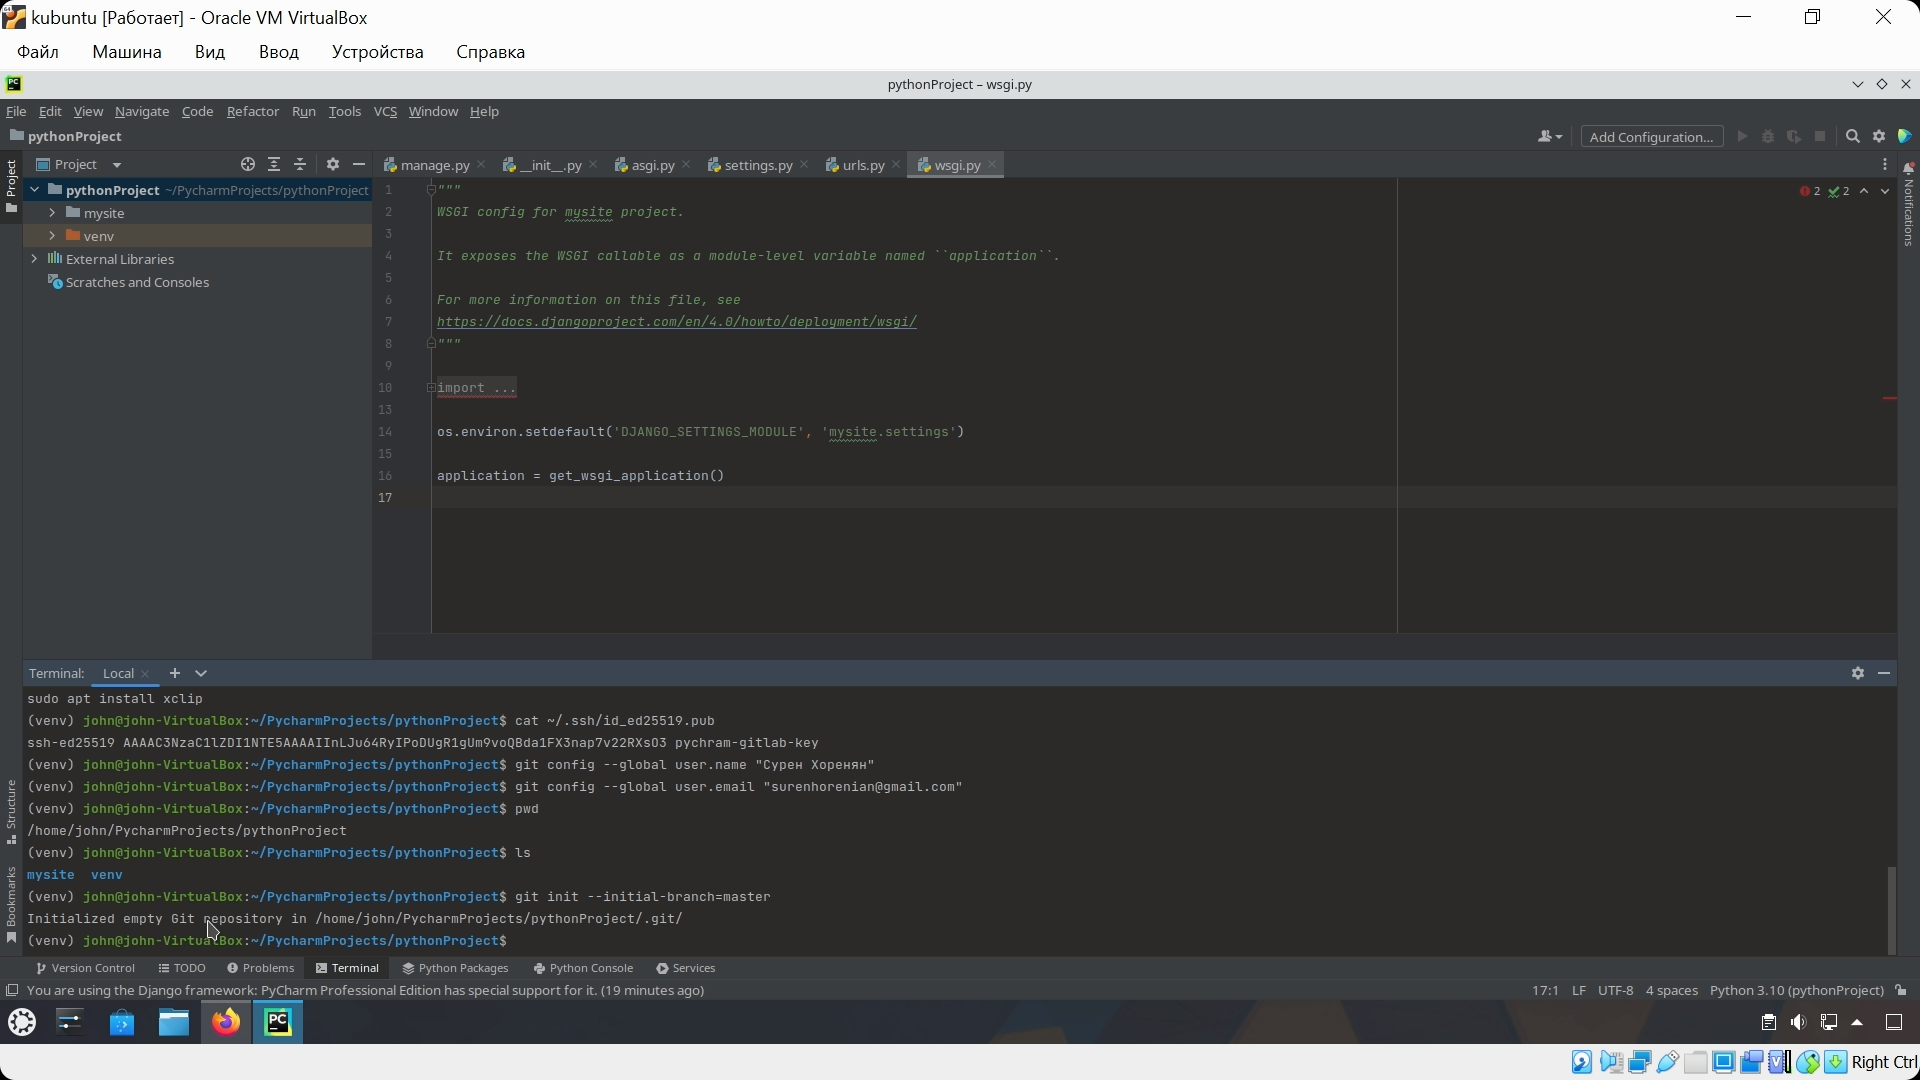 kubuntu [Работает] - Oracle VM VirtualBox
Файл Машина Вид Ввод Устройства Справка
pythonProject – wsgi.py
File Edit View Navigate Code Refactor Run Tools VCS Window Help
pythonProject
Add Configuration...
Project
manage.py __init__.py asgi.py settings.py urls.py wsgi.py
Project
pythonProject ~/PycharmProjects/pythonProject
mysite
venv
External Libraries
Scratches and Consoles
Notifications
2 2
1 """
2 WSGI config for mysite project.
3
4 It exposes the WSGI callable as a module-level variable named ``application``.
5
6 For more information on this file, see
7 https://docs.djangoproject.com/en/4.0/howto/deployment/wsgi/
8 """
9
10 import ...
13
14 os.environ.setdefault('DJANGO_SETTINGS_MODULE', 'mysite.settings')
15
16 application = get_wsgi_application()
17
Terminal: Local
sudo apt install xclip
(venv) john@john-VirtualBox:~/PycharmProjects/pythonProject$ cat ~/.ssh/id_ed25519.pub
ssh-ed25519 AAAAC3NzaC1lZDI1NTE5AAAAIInLJu64RyIPoDUgR1gUm9voQBda1FX3nap7v22RXsO3 pychram-gitlab-key
(venv) john@john-VirtualBox:~/PycharmProjects/pythonProject$ git config --global user.name "Сурен Хоренян"
(venv) john@john-VirtualBox:~/PycharmProjects/pythonProject$ git config --global user.email "surenhorenian@gmail.com"
(venv) john@john-VirtualBox:~/PycharmProjects/pythonProject$ pwd
/home/john/PycharmProjects/pythonProject
(venv) john@john-VirtualBox:~/PycharmProjects/pythonProject$ ls
mysite venv
(venv) john@john-VirtualBox:~/PycharmProjects/pythonProject$ git init --initial-branch=master
Initialized empty Git repository in /home/john/PycharmProjects/pythonProject/.git/
(venv) john@john-VirtualBox:~/PycharmProjects/pythonProject$
Structure
Bookmarks
Version Control TODO Problems Terminal Python Packages Python Console Services
You are using the Django framework: PyCharm Professional Edition has special support for it. (19 minutes ago)
17:1 LF UTF-8 4 spaces Python 3.10 (pythonProject)
Right Ctrl